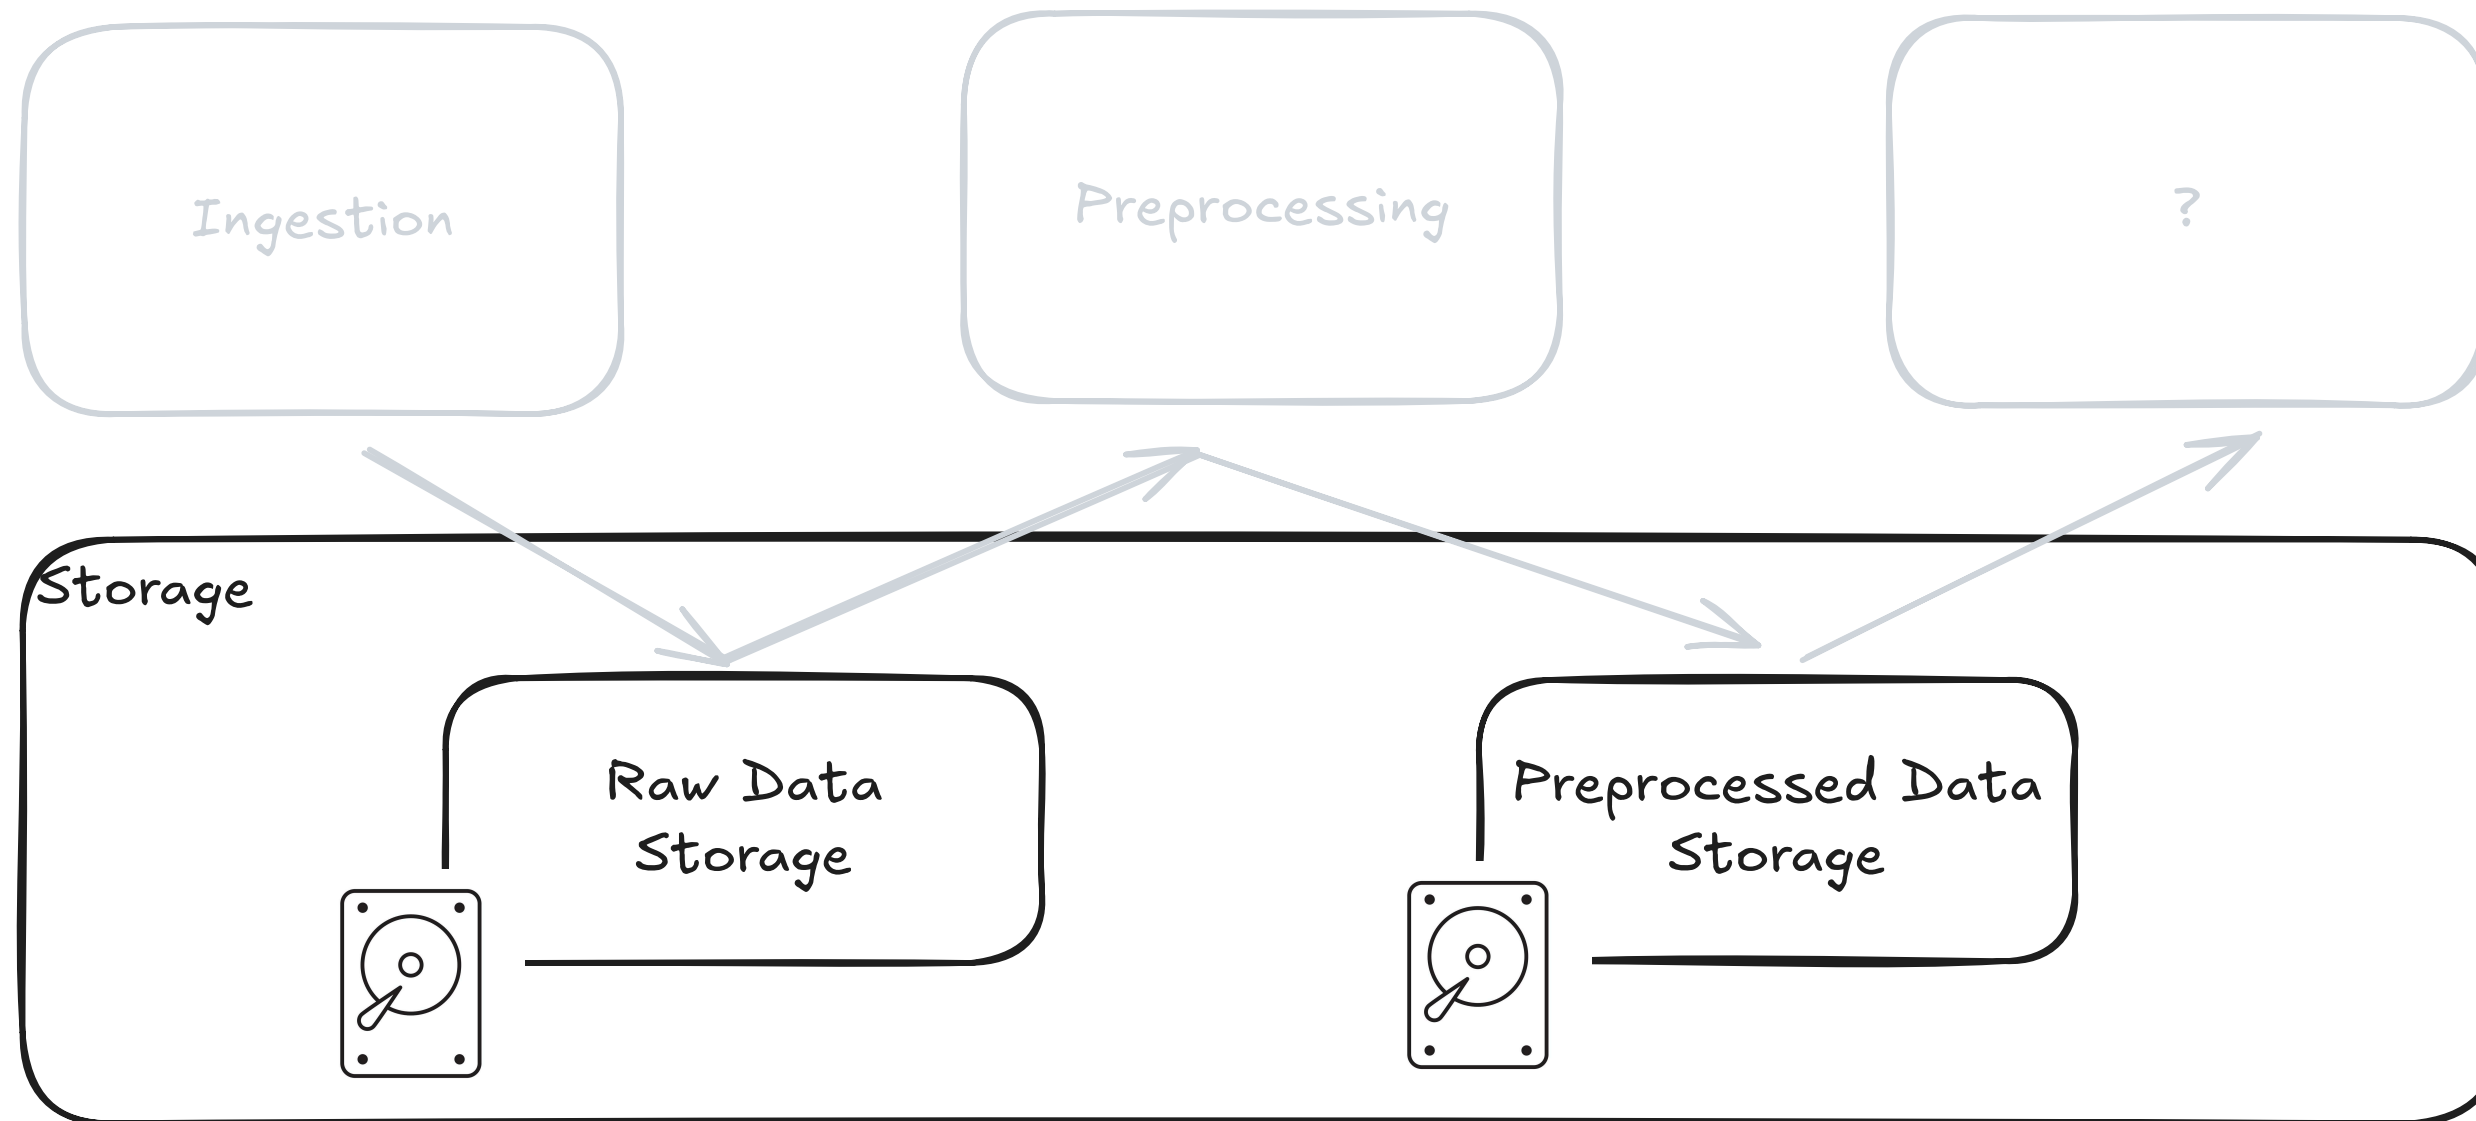 Ingestion
Preprocessing
?
Storage
Raw Data
Storage
Preprocessed Data
Storage